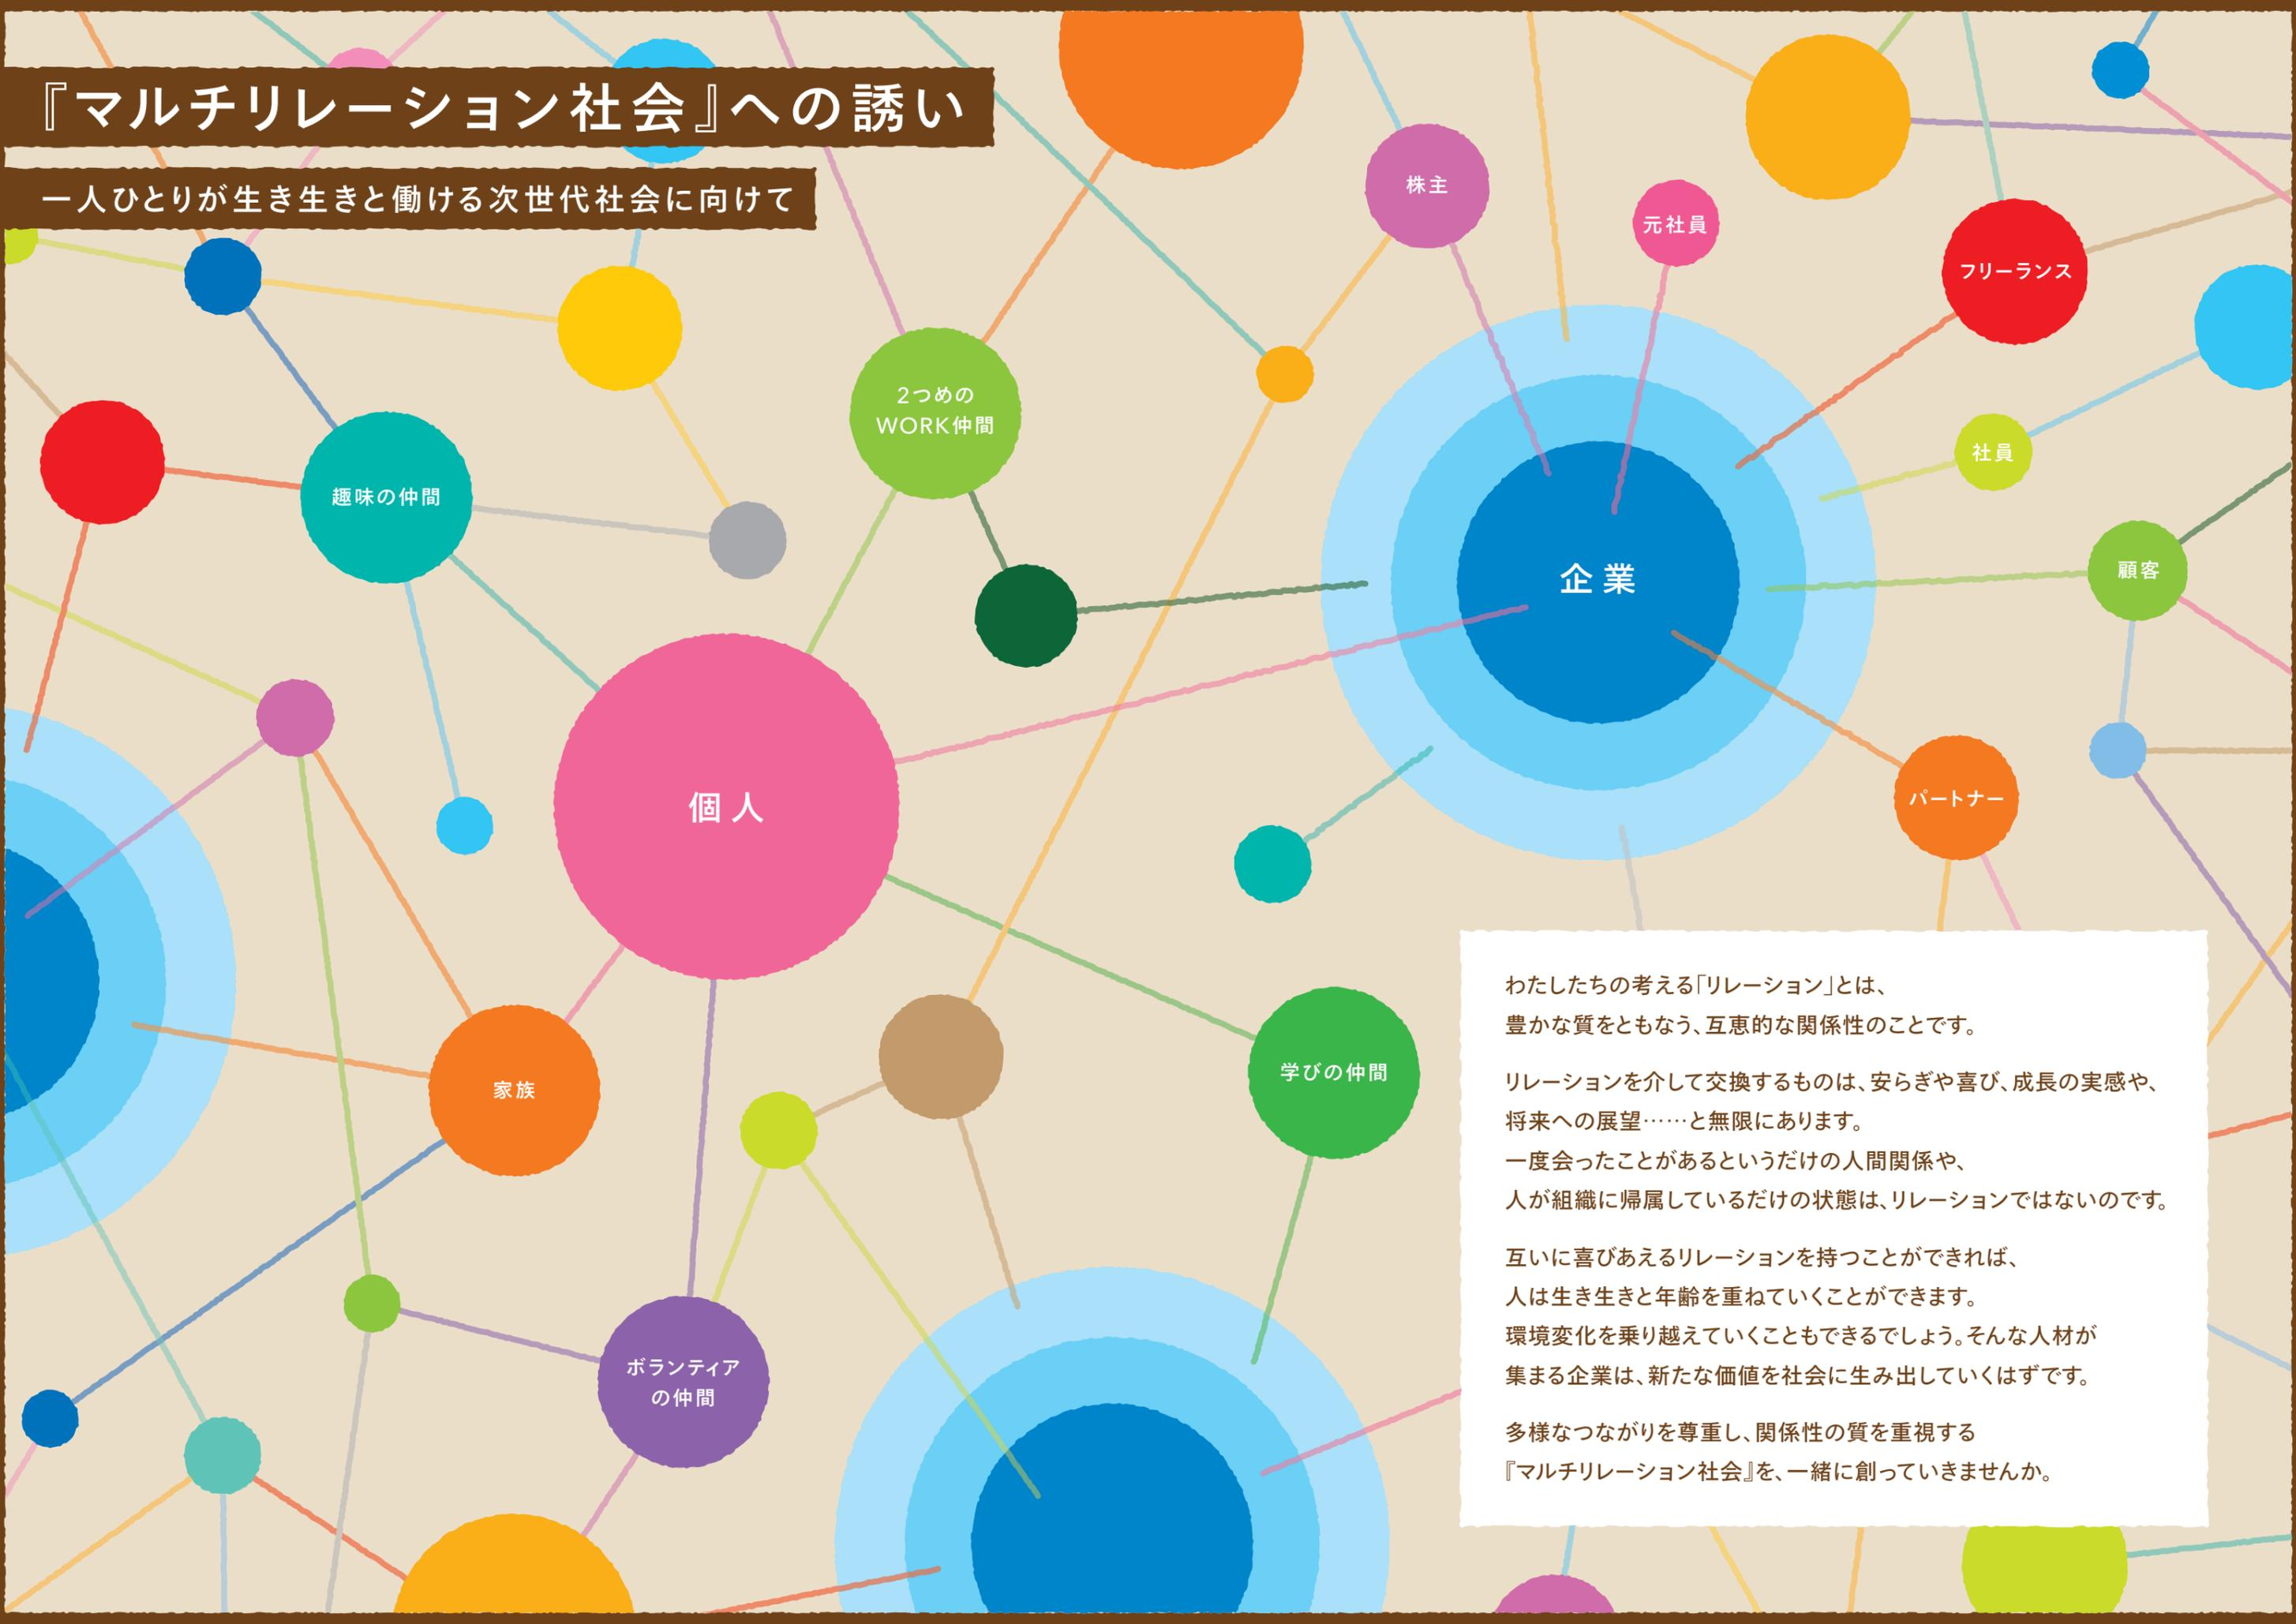 『マルチリレーション社会』への誘い
一人ひとりが生き生きと働ける次世代社会に向けて
株主
元社員
フリーランス
2つめの
WORK仲間
社員
趣味の仲間
企業
顧客
個人
パートナー
家族
学びの仲間
ボランティア
の仲間
わたしたちの考える「リレーション」とは、
豊かな質をともなう、互恵的な関係性のことです。
リレーションを介して交換するものは、安らぎや喜び、成長の実感や、
将来への展望……と無限にあります。
一度会ったことがあるというだけの人間関係や、
人が組織に帰属しているだけの状態は、リレーションではないのです。
互いに喜びあえるリレーションを持つことができれば、
人は生き生きと年齢を重ねていくことができます。
環境変化を乗り越えていくこともできるでしょう。そんな人材が
集まる企業は、新たな価値を社会に生み出していくはずです。
多様なつながりを尊重し、関係性の質を重視する
『マルチリレーション社会』を、一緒に創っていきませんか。